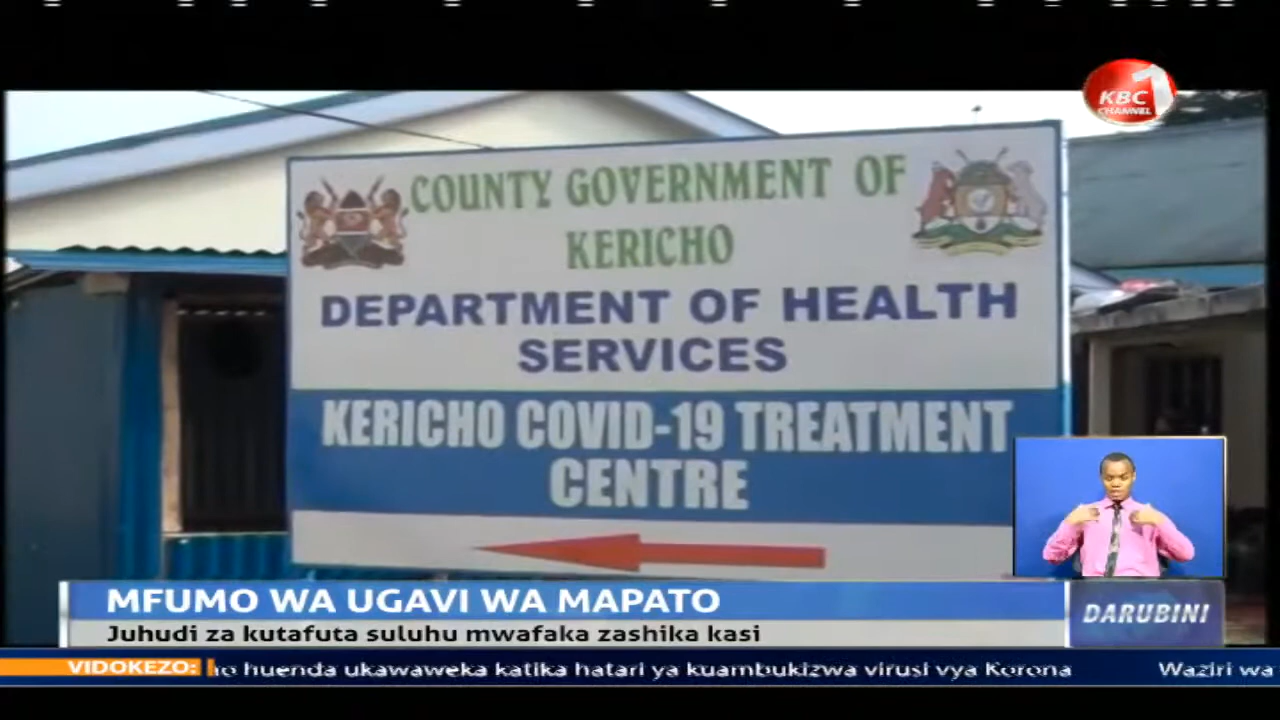 KBC 1
CHANNEL
COUNTY GOVERNMENT OF
KERICHO
DEPARTMENT OF HEALTH
SERVICES
KERICHO COVID-19 TREATMENT
CENTRE
MFUMO WA UGAVI WA MAPATO
Juhudi za kutafuta suluhu mwafaka zashika kasi
DARUBINI
VIDOKEZO: huenda ukawaweka katika hatari ya kuambukizwa virusi vya Korona Waziri wa